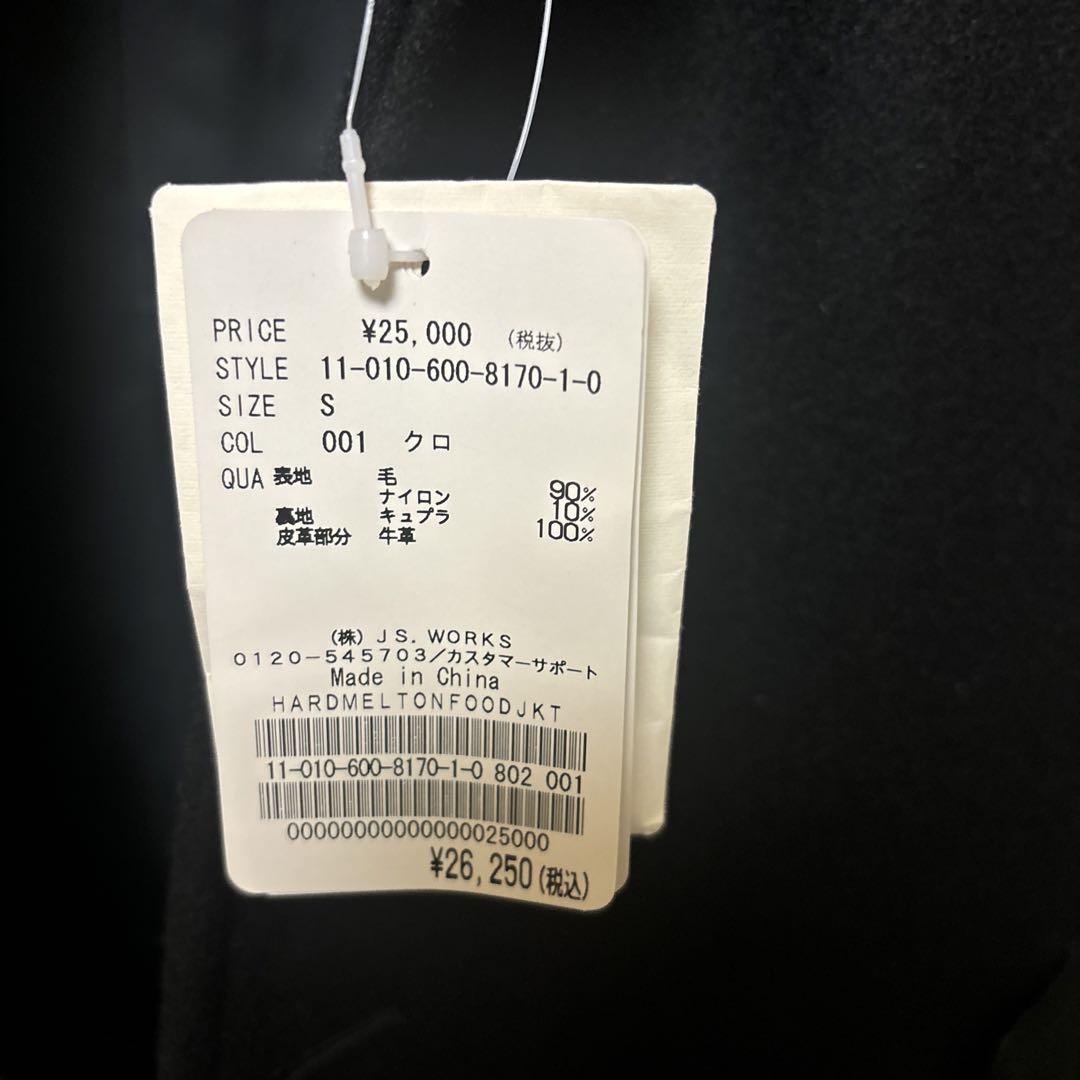 PRICE ¥25,000 (税抜)
STYLE 11-010-600-8170-1-0
SIZE S
COL 001 クロ
QUA 表地 毛 90%
ナイロン 10%
裏地 キュプラ 100%
皮革部分 牛革
(株)JS.WORKS
0120-545703/カスタマーサポート
Made in China
HARDMELTONFOODJKT
11-010-600-8170-1-0 802 001
00000000000000025000
¥26,250(税込)